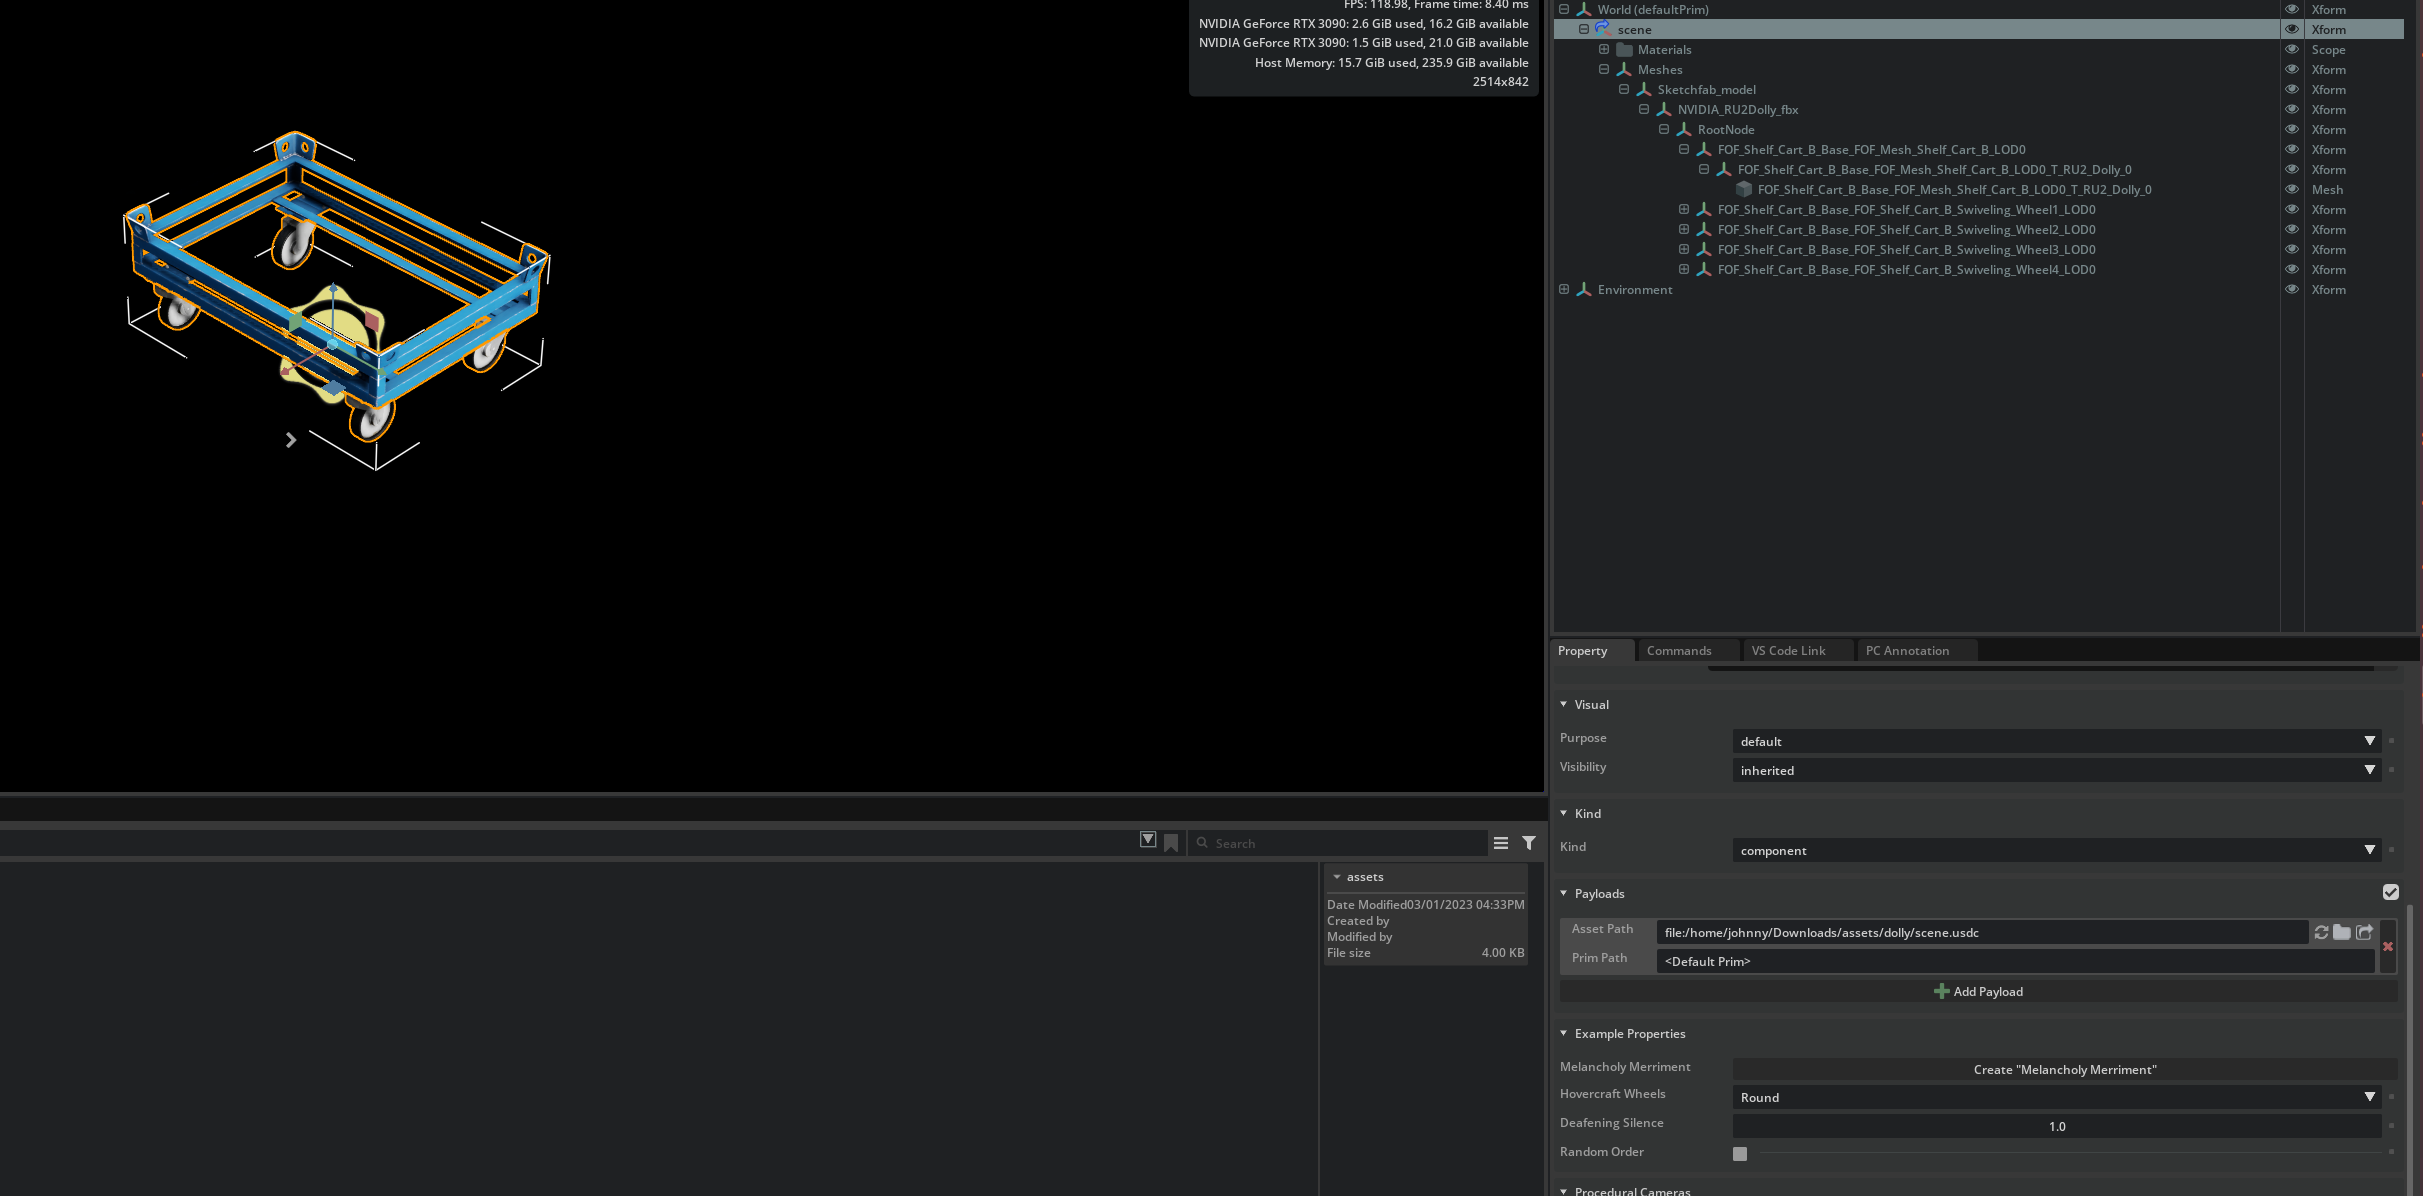 FPS: 118.98, Frame time: 8.40 ms
NVIDIA GeForce RTX 3090: 2.6 GiB used, 16.2 GiB available
NVIDIA GeForce RTX 3090: 1.5 GiB used, 21.0 GiB available
Host Memory: 15.7 GiB used, 235.9 GiB available
2514x842
World (defaultPrim) Xform
scene Xform
Materials Scope
Meshes Xform
Sketchfab_model Xform
NVIDIA_RU2Dolly_fbx Xform
RootNode Xform
FOF_Shelf_Cart_B_Base_FOF_Mesh_Shelf_Cart_B_LOD0 Xform
FOF_Shelf_Cart_B_Base_FOF_Mesh_Shelf_Cart_B_LOD0_T_RU2_Dolly_0 Xform
FOF_Shelf_Cart_B_Base_FOF_Mesh_Shelf_Cart_B_LOD0_T_RU2_Dolly_0 Mesh
FOF_Shelf_Cart_B_Base_FOF_Shelf_Cart_B_Swiveling_Wheel1_LOD0 Xform
FOF_Shelf_Cart_B_Base_FOF_Shelf_Cart_B_Swiveling_Wheel2_LOD0 Xform
FOF_Shelf_Cart_B_Base_FOF_Shelf_Cart_B_Swiveling_Wheel3_LOD0 Xform
FOF_Shelf_Cart_B_Base_FOF_Shelf_Cart_B_Swiveling_Wheel4_LOD0 Xform
Environment Xform
Property Commands VS Code Link PC Annotation
Visual
Purpose default
Visibility inherited
Kind
Kind component
Payloads
Asset Path file:/home/johnny/Downloads/assets/dolly/scene.usdc
Prim Path <Default Prim>
Add Payload
Example Properties
Melancholy Merriment Create "Melancholy Merriment"
Hovercraft Wheels Round
Deafening Silence 1.0
Random Order
Procedural Cameras
Search
assets
Date Modified03/01/2023 04:33PM
Created by
Modified by
File size 4.00 KB